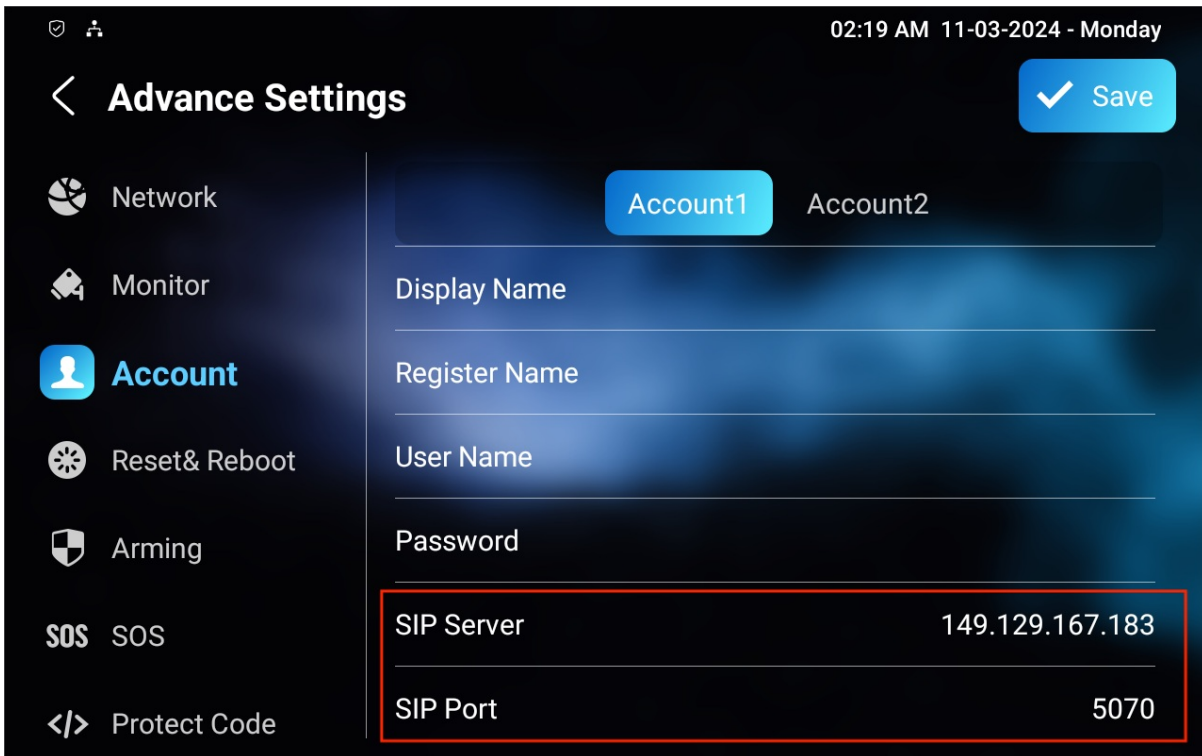 02:19 AM 11-03-2024 - Monday
Advance Settings
Save
Network
Monitor
Account
Reset& Reboot
Arming
SOS SOS
</> Protect Code
Account1 Account2
Display Name
Register Name
User Name
Password
SIP Server 149.129.167.183
SIP Port 5070